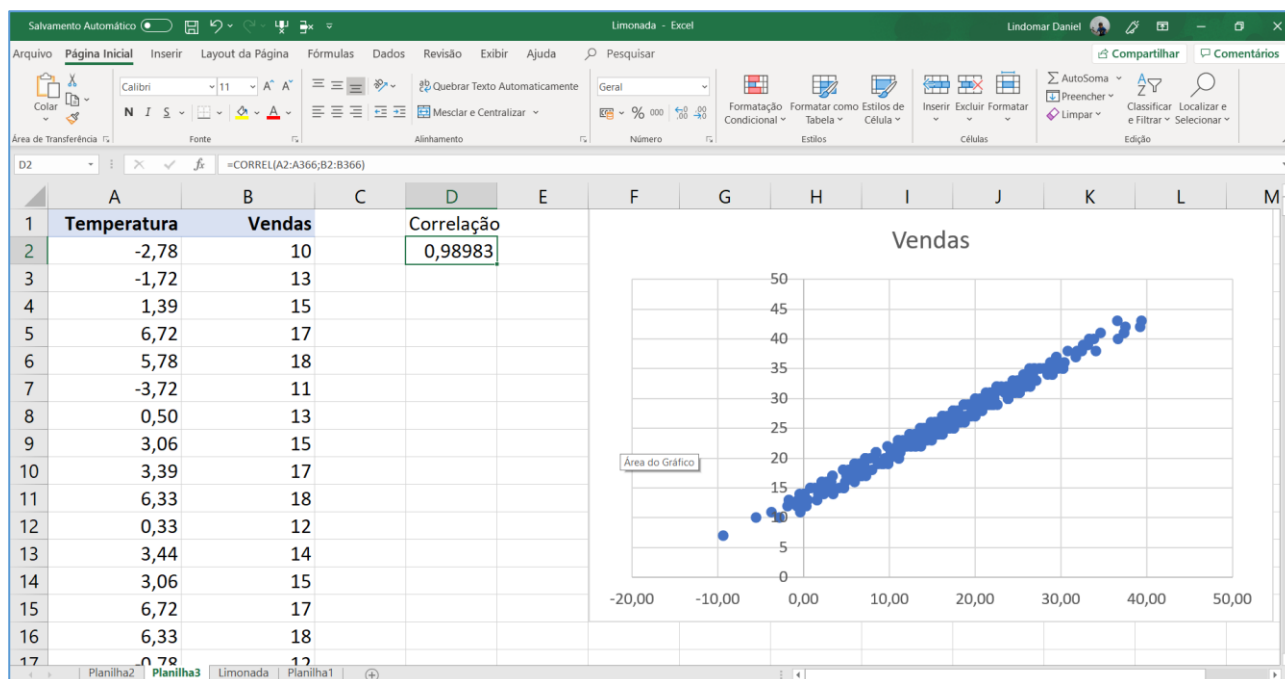 Salvamento Automático
Limonada - Excel
Lindomar Daniel
Arquivo Página Inicial Inserir Layout da Página Fórmulas Dados Revisão Exibir Ajuda Pesquisar
Compartilhar Comentários
Colar
Área de Transferência
Calibri 11 A^ A˅
N I S A
Fonte
Quebrar Texto Automaticamente
Mesclar e Centralizar
Alinhamento
Geral
% 000
Número
Formatação Condicional
Formatar como Tabela
Estilos de Célula
Estilos
Inserir Excluir Formatar
Células
AutoSoma
Preencher
Limpar
Classificar e Filtrar
Localizar e Selecionar
Edição
D2 fx =CORREL(A2:A366;B2:B366)
A B C D E F G H I J K L M
1 Temperatura Vendas Correlação
2 -2,78 10 0,98983
3 -1,72 13
4 1,39 15
5 6,72 17
6 5,78 18
7 -3,72 11
8 0,50 13
9 3,06 15
10 3,39 17
11 6,33 18
12 0,33 12
13 3,44 14
14 3,06 15
15 6,72 17
16 6,33 18
17 -0,78 12
Vendas
50
45
40
35
30
25
20
15
10
5
0
-20,00 -10,00 0,00 10,00 20,00 30,00 40,00 50,00
Área do Gráfico
Planilha2 Planilha3 Limonada Planilha1